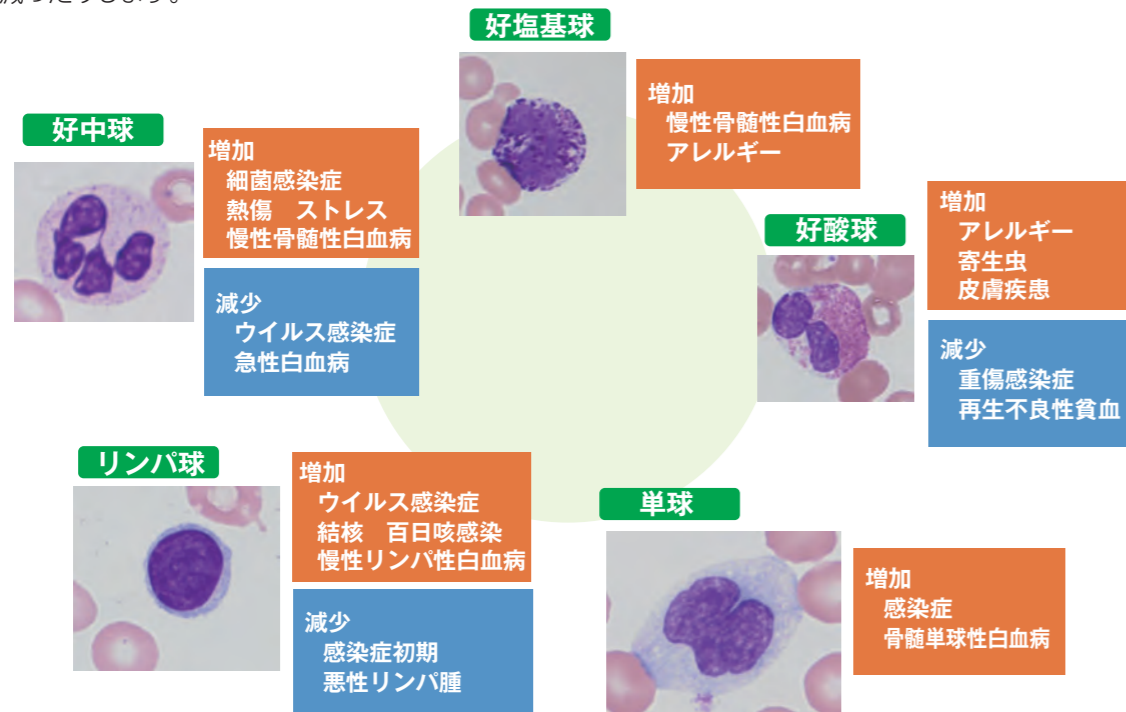 減ったりします。
好塩基球
増加
慢性骨髄性白血病
アレルギー
好中球
増加
細菌感染症
熱傷　ストレス
慢性骨髄性白血病
減少
ウイルス感染症
急性白血病
好酸球
増加
アレルギー
寄生虫
皮膚疾患
減少
重傷感染症
再生不良性貧血
リンパ球
増加
ウイルス感染症
結核　百日咳感染
慢性リンパ性白血病
減少
感染症初期
悪性リンパ腫
単球
増加
感染症
骨髄単球性白血病